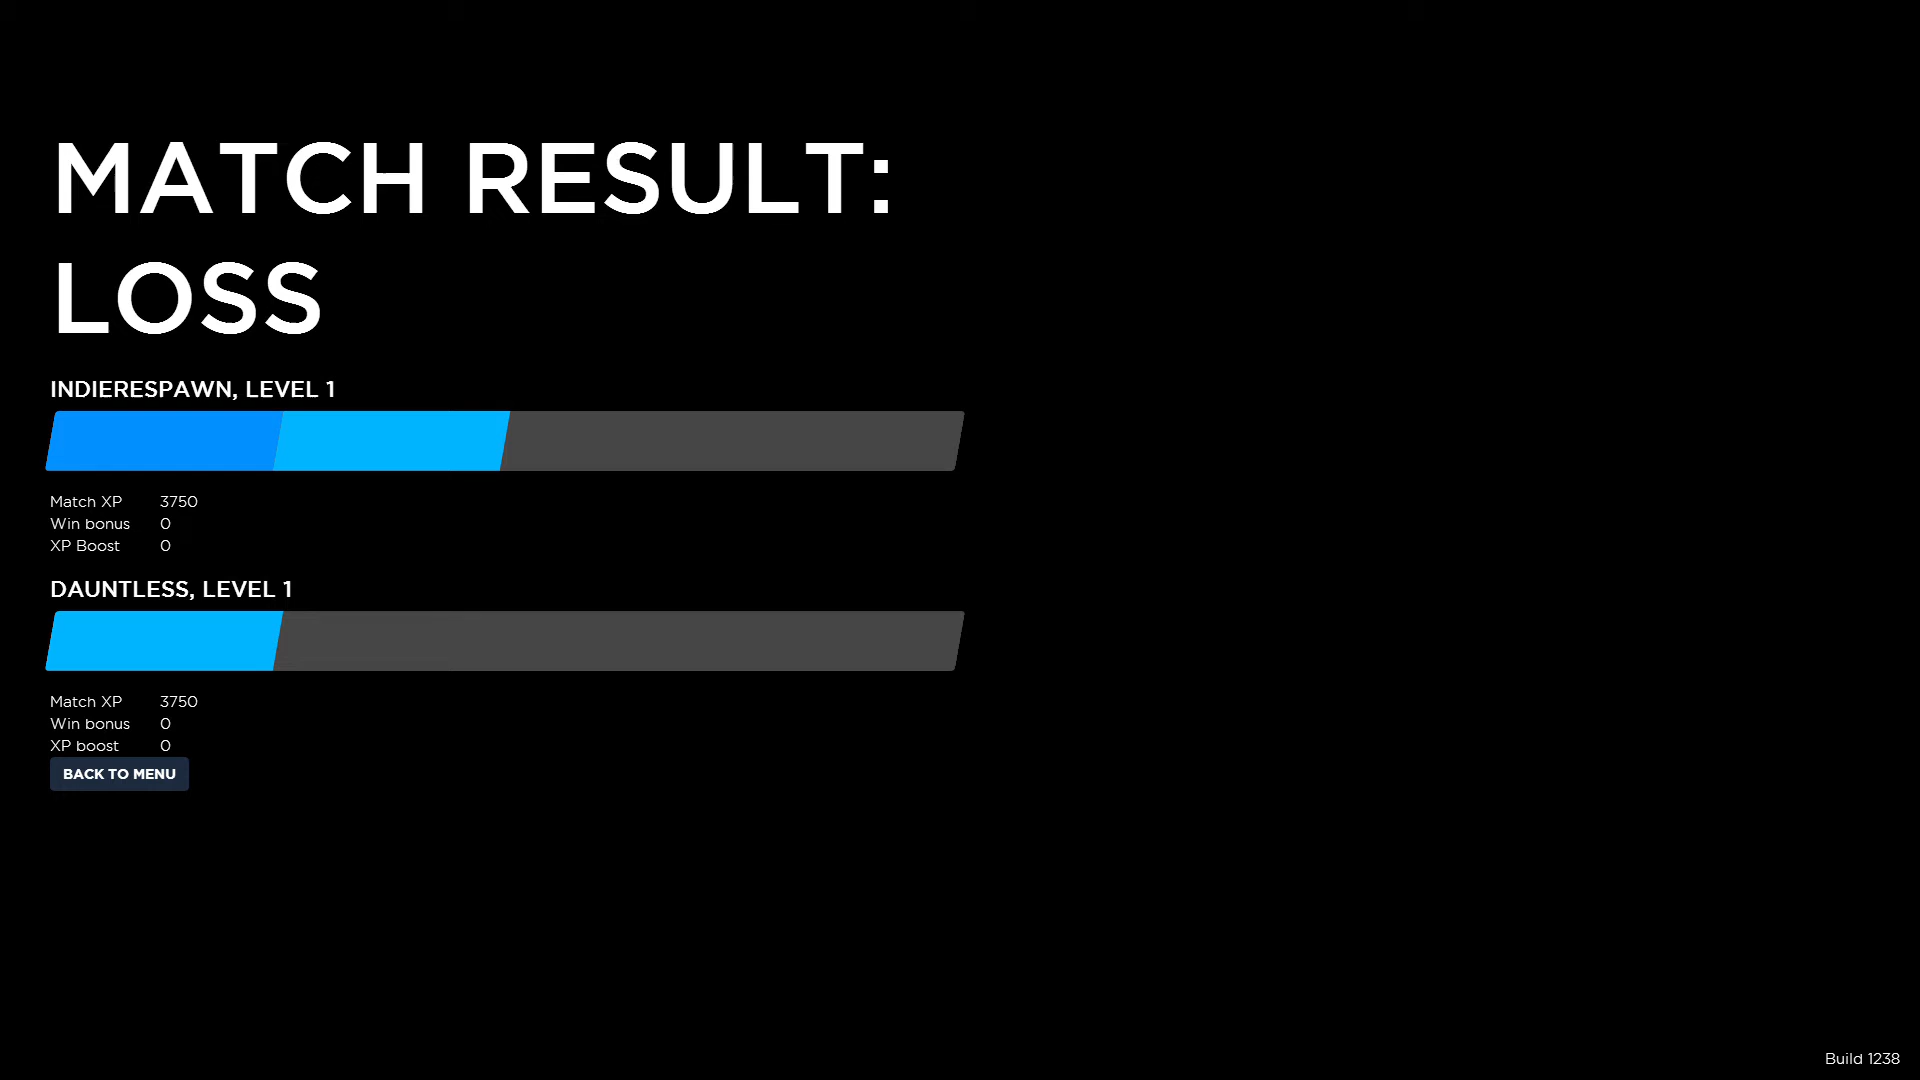 MATCH RESULT:
LOSS
INDIERESPAWN, LEVEL 1
Match XP 3750
Win bonus 0
XP Boost 0
DAUNTLESS, LEVEL 1
Match XP 3750
Win bonus 0
XP boost 0
BACK TO MENU
Build 1238